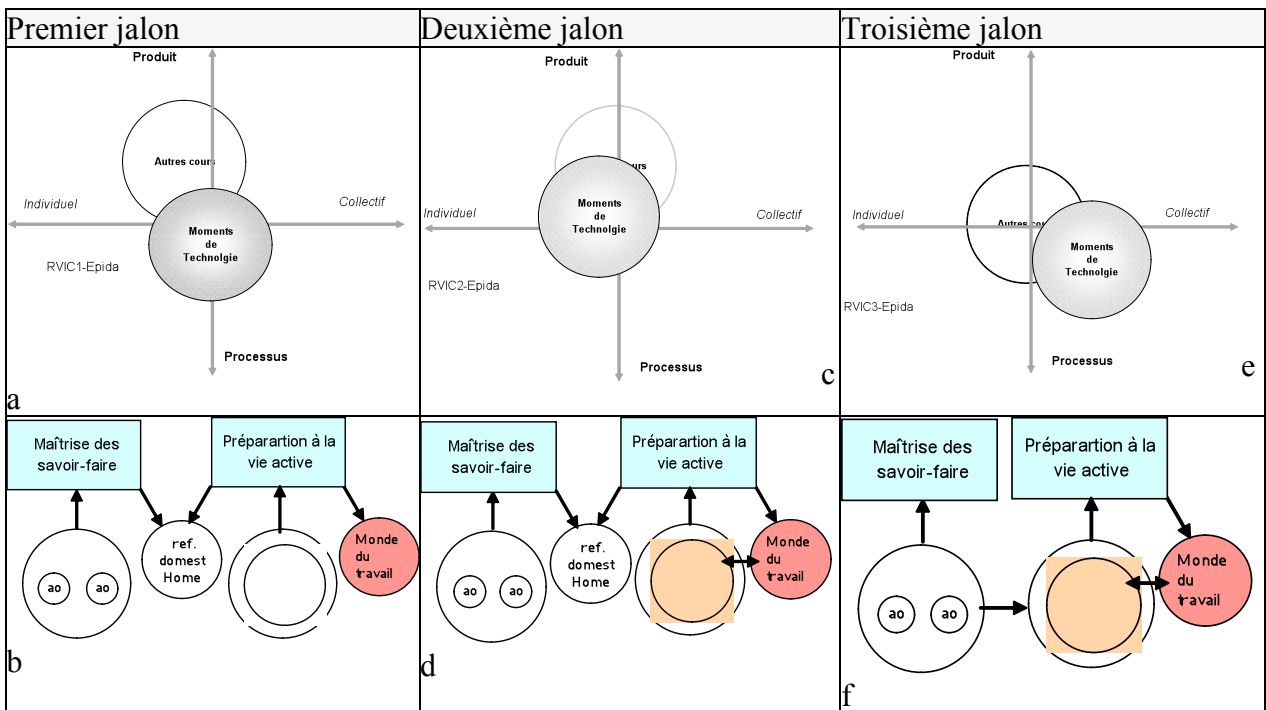 Premier jalon
Deuxième jalon
Troisième jalon
Produit
Autres cours
Individuel
Collectif
Moments
de
Technolgie
RVIC1-Epida
Processus
a
Produit
urs
Moments
de
Technolgie
Individuel
Collectif
RVIC2-Epida
Processus
c
Produit
Individuel
Collectif
Autres cou
Moments
de
Technolgie
RVIC3-Epida
Processus
e
Maîtrise des
savoir-faire
Préparartion à la
vie active
ao
ao
ref.
domest
Home
Monde
du
travail
b
Maîtrise des
savoir-faire
Préparartion à la
vie active
ao
ao
ref.
domest
Home
Monde
du
travail
d
Maîtrise des
savoir-faire
Préparartion à la
vie active
ao
ao
Monde
du
travail
f